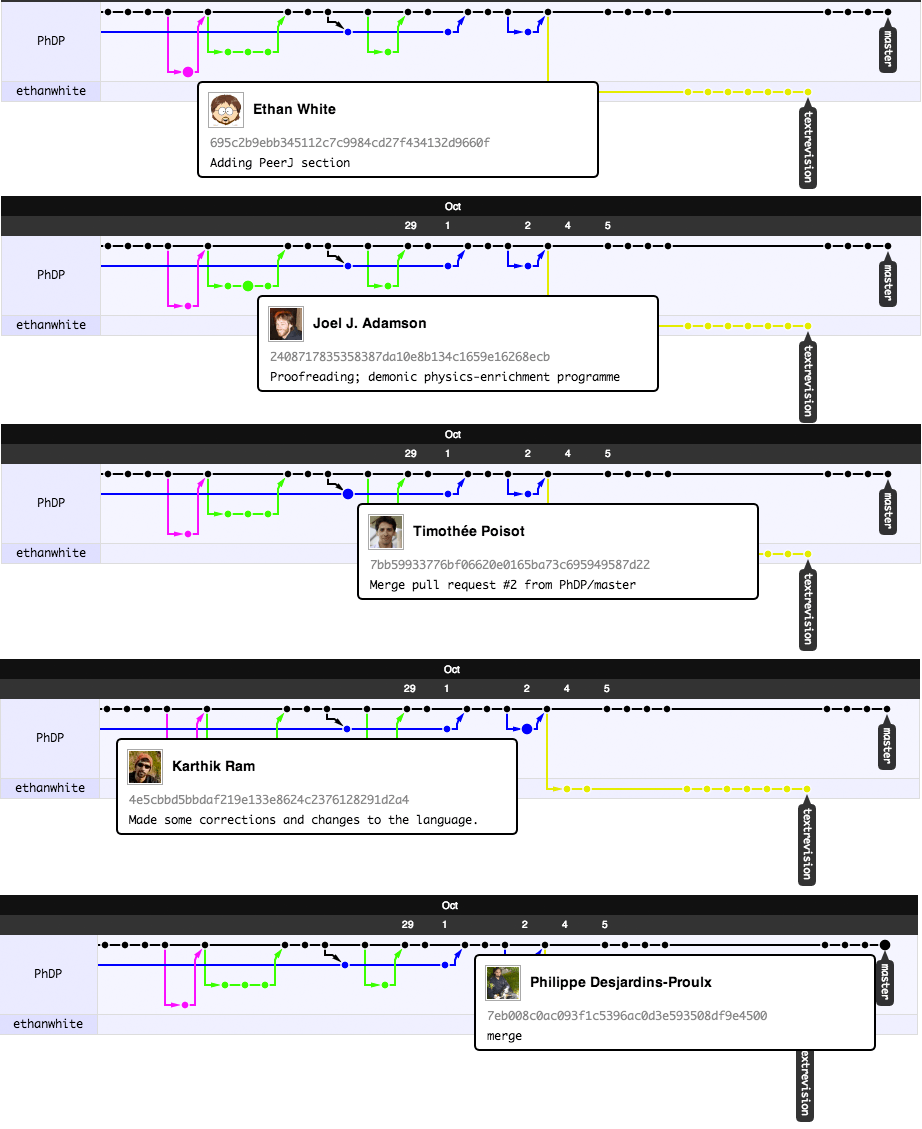 PhDP
master
ethanwhite
Ethan White
695c2b9ebb345112c7c9984cd27f434132d9660f
Adding PeerJ section
textrevision
Oct
29 1 2 4 5
PhDP
master
ethanwhite
Joel J. Adamson
2408717835358387da10e8b134c1659e16268ecb
Proofreading; demonic physics-enrichment programme
textrevision
Oct
29 1 2 4 5
PhDP
master
ethanwhite
Timothée Poisot
7bb59933776bf06620e0165ba73c695949587d22
Merge pull request #2 from PhDP/master
textrevision
Oct
29 1 2 4 5
PhDP
master
ethanwhite
Karthik Ram
4e5cbbd5bbdaf219e133e8624c2376128291d2a4
Made some corrections and changes to the language.
textrevision
Oct
29 1 2 4 5
PhDP
master
ethanwhite
Philippe Desjardins-Proulx
7eb008c0ac093f1c5396ac0d3e593508df9e4500
merge
extrevision